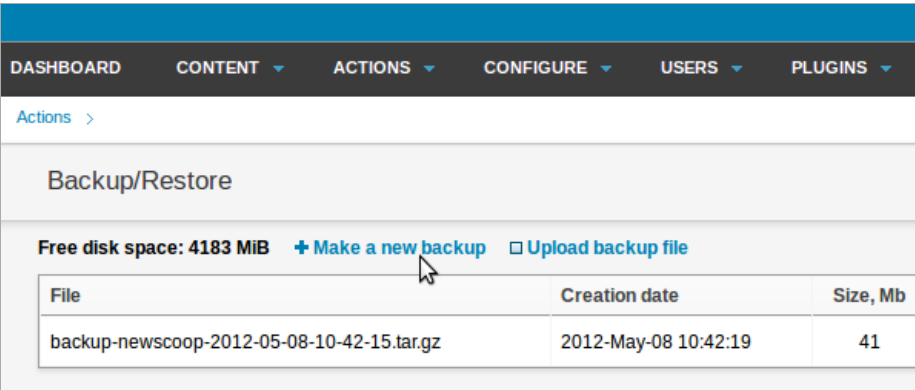 DASHBOARD CONTENT ACTIONS CONFIGURE USERS PLUGINS
Actions >
Backup/Restore
Free disk space: 4183 MiB Make a new backup Upload backup file
File Creation date Size, Mb
backup-newscoop-2012-05-08-10-42-15.tar.gz 2012-May-08 10:42:19 41